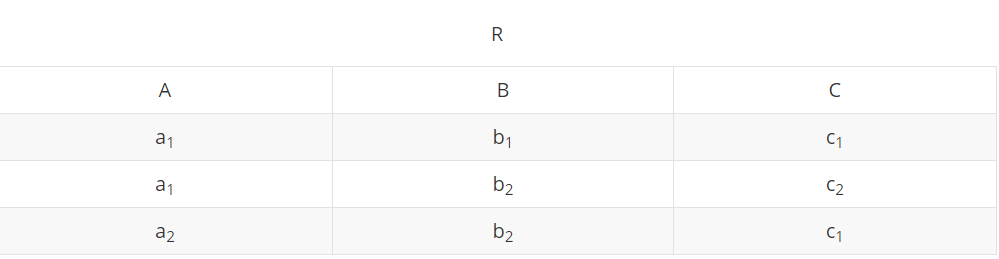 R
A B C
a₁ b₁ c₁
a₁ b₂ c₂
a₂ b₂ c₁